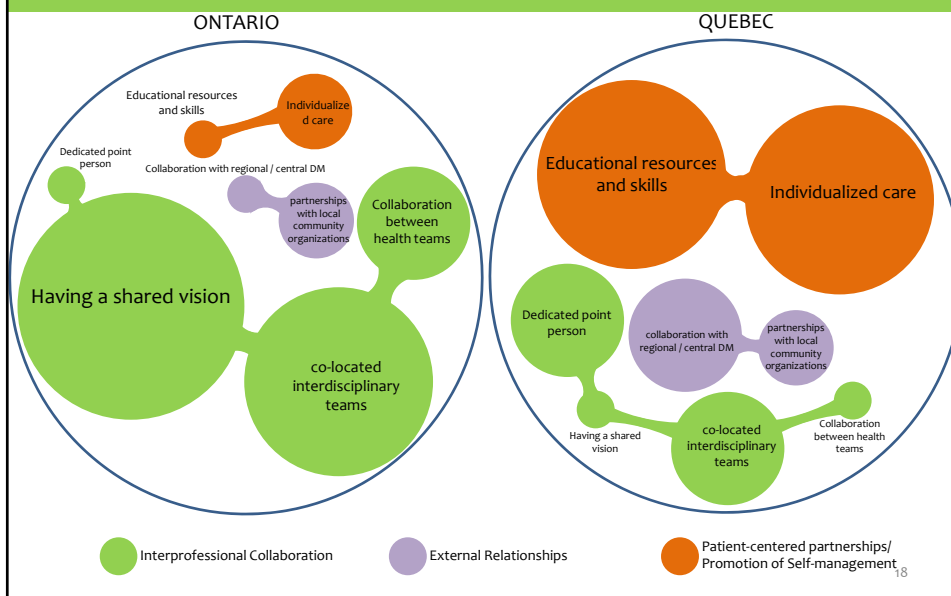 ONTARIO
Educational resources
and skills
Individualize
d care
Dedicated point
person
Collaboration with regional / central DM
partnerships
with local
community
organizations
Collaboration
between
health teams
Having a shared vision
co-located
interdisciplinary
teams
QUEBEC
Educational resources
and skills
Individualized care
Dedicated point
person
collaboration with
regional / central DM
partnerships
with local
community
organizations
Having a shared
vision
co-located
interdisciplinary
teams
Collaboration
between health
teams
Interprofessional Collaboration
External Relationships
Patient-centered partnerships/
Promotion of Self-management
18